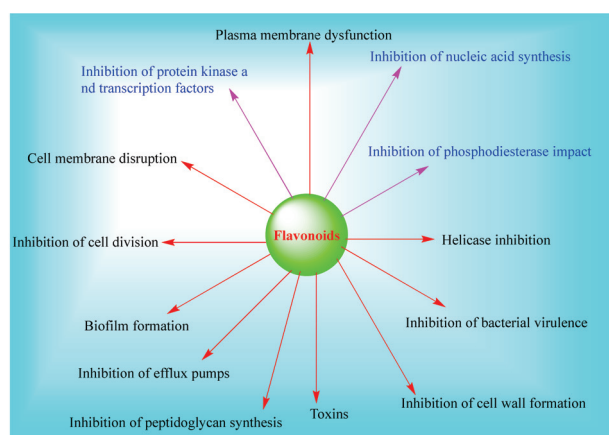 Plasma membrane dysfunction
Inhibition of nucleic acid synthesis
Inhibition of protein kinase a
nd transcription factors
Cell membrane disruption
Inhibition of phosphodiesterase impact
Flavonoids
Inhibition of cell division
Helicase inhibition
Biofilm formation
Inhibition of bacterial virulence
Inhibition of efflux pumps
Inhibition of peptidoglycan synthesis
Toxins
Inhibition of cell wall formation